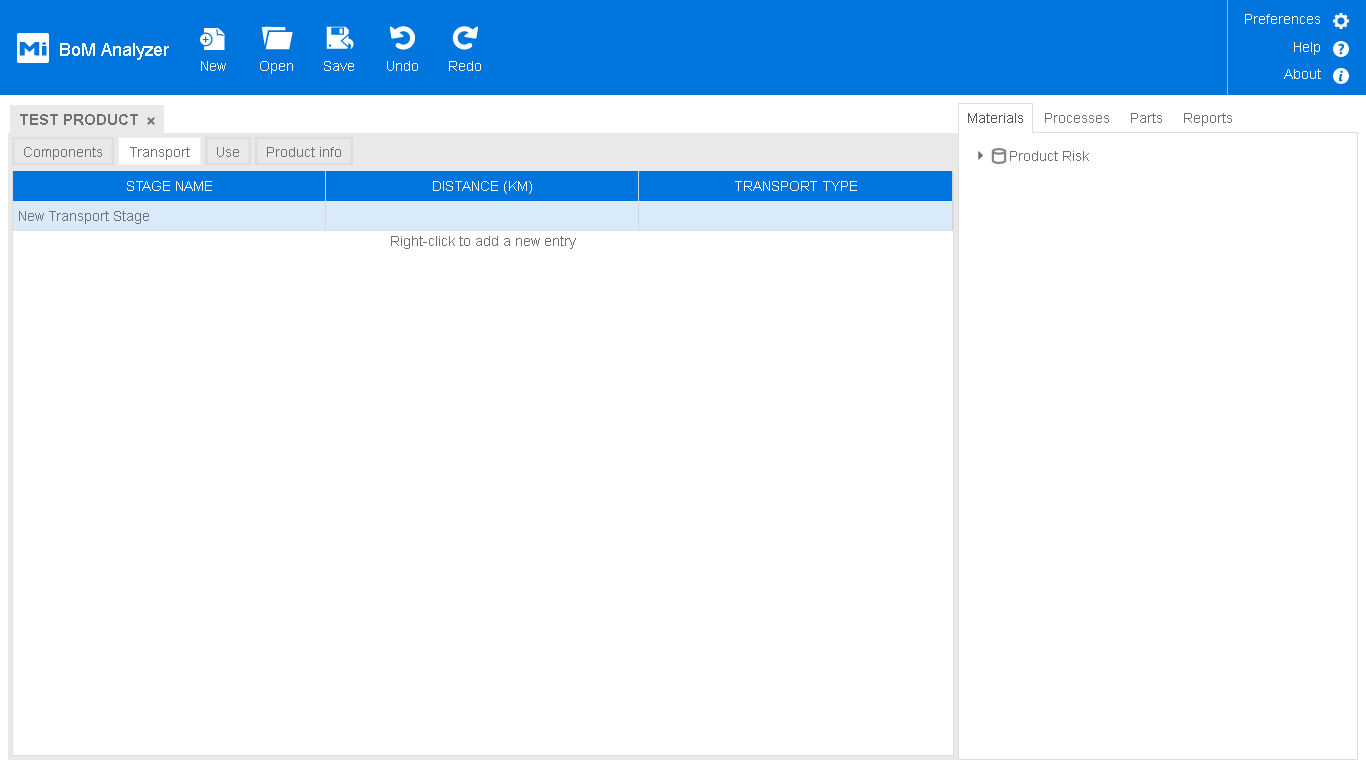 Mi BoM Analyzer
New Open Save Undo Redo
Preferences
Help
About
TEST PRODUCT ×
Components Transport Use Product info
STAGE NAME DISTANCE (KM) TRANSPORT TYPE
New Transport Stage
Right-click to add a new entry
Materials Processes Parts Reports
Product Risk